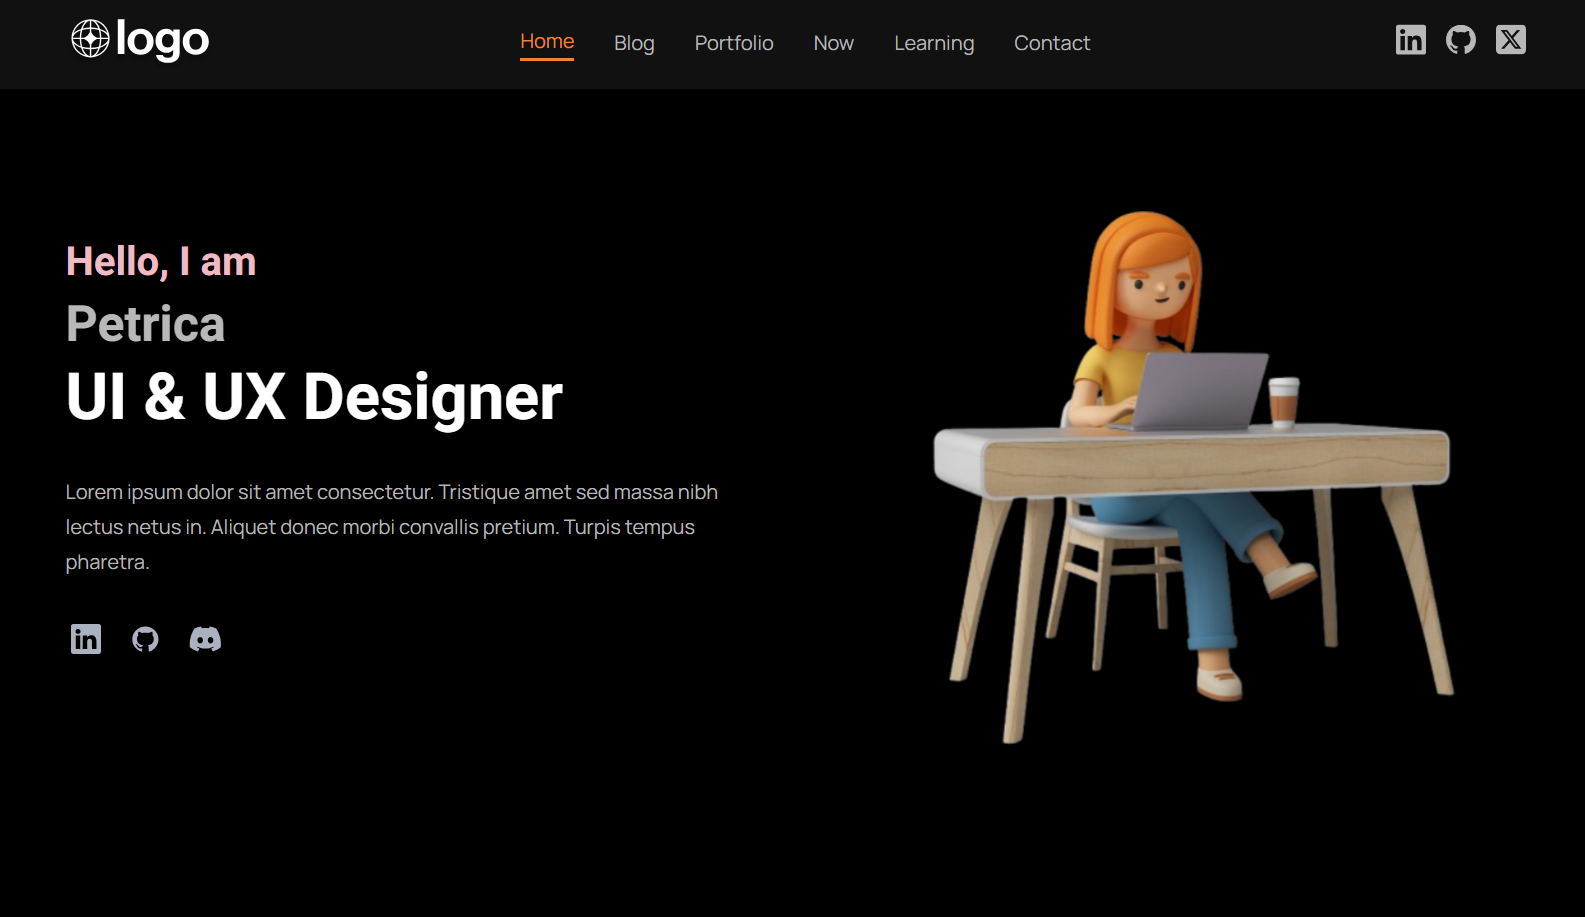 logo
Home Blog Portfolio Now Learning Contact
Hello, I am
Petrica
UI & UX Designer
Lorem ipsum dolor sit amet consectetur. Tristique amet sed massa nibh
lectus netus in. Aliquet donec morbi convallis pretium. Turpis tempus
pharetra.